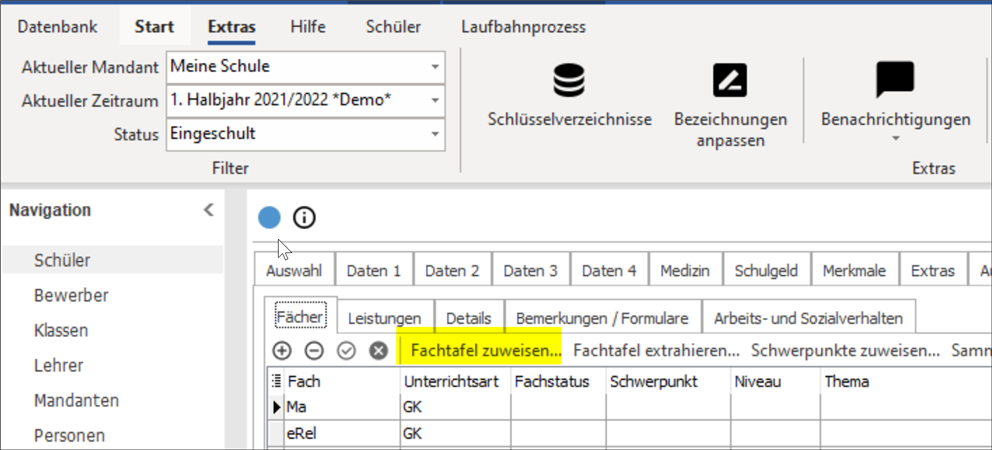 Datenbank Start Extras Hilfe Schüler Laufbahnprozess
Aktueller Mandant Meine Schule
Aktueller Zeitraum 1. Halbjahr 2021/2022 *Demo*
Status Eingeschult
Filter
Schlüsselverzeichnisse
Bezeichnungen
anpassen
Benachrichtigungen
Extras
Navigation
Schüler
Bewerber
Klassen
Lehrer
Mandanten
Personen
Auswahl Daten 1 Daten 2 Daten 3 Daten 4 Medizin Schulgeld Merkmale Extras
Fächer Leistungen Details Bemerkungen / Formulare Arbeits- und Sozialverhalten
Fachtafel zuweisen... Fachtafel extrahieren... Schwerpunkte zuweisen... Samm
Fach Unterrichtsart Fachstatus Schwerpunkt Niveau Thema
Ma GK
eRel GK